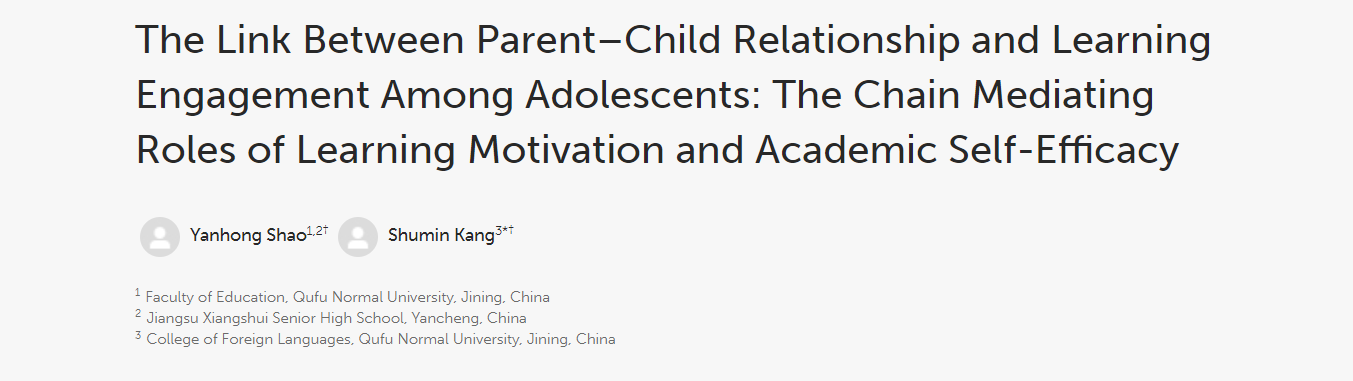 The Link Between Parent–Child Relationship and Learning
Engagement Among Adolescents: The Chain Mediating
Roles of Learning Motivation and Academic Self-Efficacy
Yanhong Shao1,2† Shumin Kang3*†
1 Faculty of Education, Qufu Normal University, Jining, China
2 Jiangsu Xiangshui Senior High School, Yancheng, China
3 College of Foreign Languages, Qufu Normal University, Jining, China